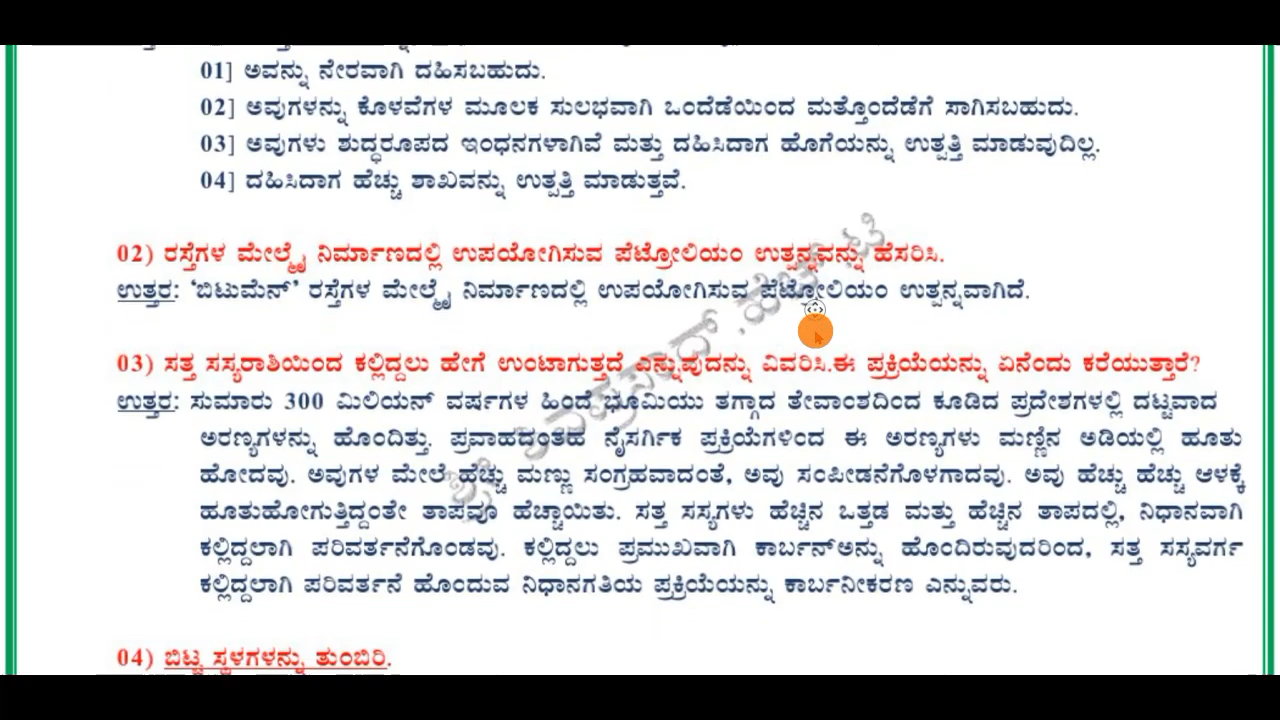 01] ಅವನ್ನು ನೇರವಾಗಿ ದಹಿಸಬಹುದು.
02] ಅವುಗಳನ್ನು ಕೊಳವೆಗಳ ಮೂಲಕ ಸುಲಭವಾಗಿ ಒಂದೆಡೆಯಿಂದ ಮತ್ತೊಂದೆಡೆಗೆ ಸಾಗಿಸಬಹುದು.
03] ಅವುಗಳು ಶುದ್ಧರೂಪದ ಇಂಧನಗಳಾಗಿವೆ ಮತ್ತು ದಹಿಸಿದಾಗ ಹೊಗೆಯನ್ನು ಉತ್ಪತ್ತಿ ಮಾಡುವುದಿಲ್ಲ.
04] ದಹಿಸಿದಾಗ ಹೆಚ್ಚು ಶಾಖವನ್ನು ಉತ್ಪತ್ತಿ ಮಾಡುತ್ತವೆ.
02) ರಸ್ತೆಗಳ ಮೇಲ್ಮೈ ನಿರ್ಮಾಣದಲ್ಲಿ ಉಪಯೋಗಿಸುವ ಪೆಟ್ರೋಲಿಯಂ ಉತ್ಪನ್ನವನ್ನು ಹೆಸರಿಸಿ.
ಉತ್ತರ: ‘ಬಿಟುಮೆನ್’ ರಸ್ತೆಗಳ ಮೇಲ್ಮೈ ನಿರ್ಮಾಣದಲ್ಲಿ ಉಪಯೋಗಿಸುವ ಪೆಟ್ರೋಲಿಯಂ ಉತ್ಪನ್ನವಾಗಿದೆ.
03) ಸತ್ತ ಸಸ್ಯರಾಶಿಯಿಂದ ಕಲ್ಲಿದ್ದಲು ಹೇಗೆ ಉಂಟಾಗುತ್ತದೆ ಎನ್ನುವುದನ್ನು ವಿವರಿಸಿ.ಈ ಪ್ರಕ್ರಿಯೆಯನ್ನು ಏನೆಂದು ಕರೆಯುತ್ತಾರೆ?
ಉತ್ತರ: ಸುಮಾರು 300 ಮಿಲಿಯನ್ ವರ್ಷಗಳ ಹಿಂದೆ ಭೂಮಿಯು ತಗ್ಗಾದ ತೇವಾಂಶದಿಂದ ಕೂಡಿದ ಪ್ರದೇಶಗಳಲ್ಲಿ ದಟ್ಟವಾದ
ಅರಣ್ಯಗಳನ್ನು ಹೊಂದಿತ್ತು. ಪ್ರವಾಹದಂತಹ ನೈಸರ್ಗಿಕ ಪ್ರಕ್ರಿಯೆಗಳಿಂದ ಈ ಅರಣ್ಯಗಳು ಮಣ್ಣಿನ ಅಡಿಯಲ್ಲಿ ಹೂತು
ಹೋದವು. ಅವುಗಳ ಮೇಲೆ ಹೆಚ್ಚು ಮಣ್ಣು ಸಂಗ್ರಹವಾದಂತೆ, ಅವು ಸಂಪೀಡನೆಗೊಳಗಾದವು. ಅವು ಹೆಚ್ಚು ಹೆಚ್ಚು ಆಳಕ್ಕೆ
ಹೂತುಹೋಗುತ್ತಿದ್ದಂತೇ ತಾಪವೂ ಹೆಚ್ಚಾಯಿತು. ಸತ್ತ ಸಸ್ಯಗಳು ಹೆಚ್ಚಿನ ಒತ್ತಡ ಮತ್ತು ಹೆಚ್ಚಿನ ತಾಪದಲ್ಲಿ, ನಿಧಾನವಾಗಿ
ಕಲ್ಲಿದ್ದಲಾಗಿ ಪರಿವರ್ತನೆಗೊಂಡವು. ಕಲ್ಲಿದ್ದಲು ಪ್ರಮುಖವಾಗಿ ಕಾರ್ಬನ್‌ಅನ್ನು ಹೊಂದಿರುವುದರಿಂದ, ಸತ್ತ ಸಸ್ಯವರ್ಗ
ಕಲ್ಲಿದ್ದಲಾಗಿ ಪರಿವರ್ತನೆ ಹೊಂದುವ ನಿಧಾನಗತಿಯ ಪ್ರಕ್ರಿಯೆಯನ್ನು ಕಾರ್ಬನೀಕರಣ ಎನ್ನುವರು.
04) ಬಿಟ್ಟ ಸ್ಥಳಗಳನ್ನು ತುಂಬಿರಿ.